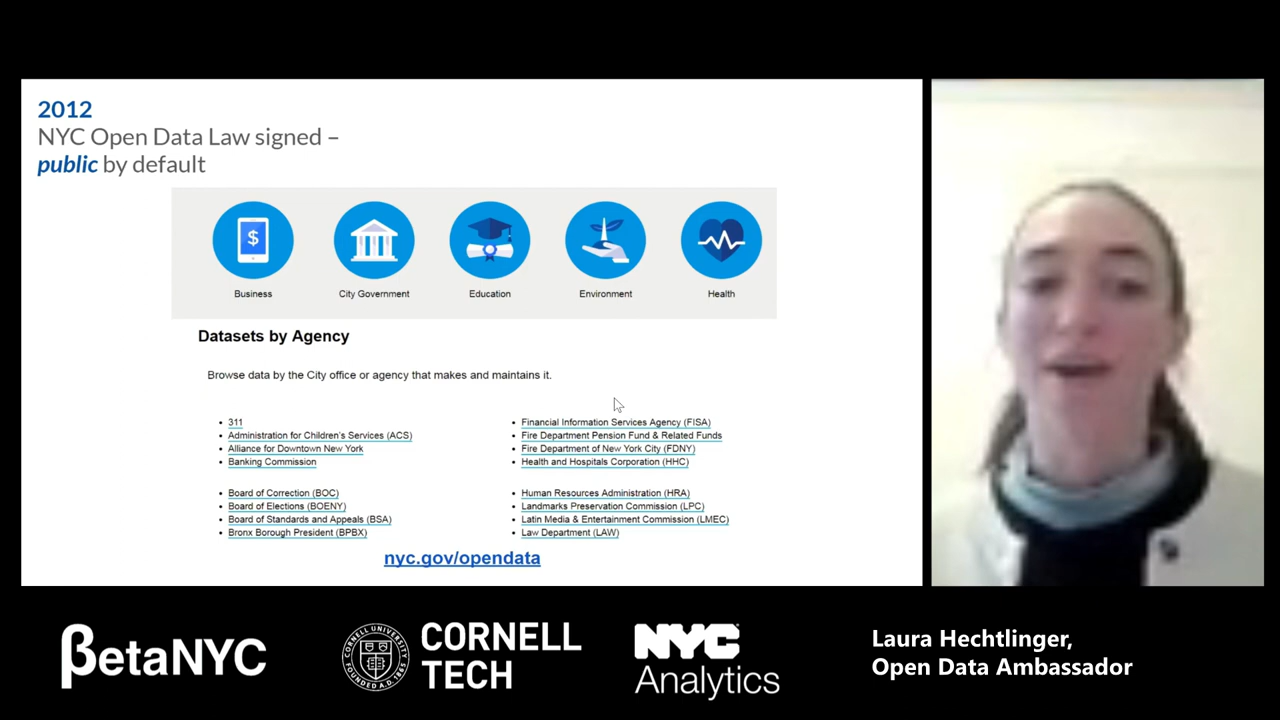 2012
NYC Open Data Law signed –
public by default
$
Business
City Government
Education
Environment
Health
Datasets by Agency
Browse data by the City office or agency that makes and maintains it.
• 311
• Administration for Children's Services (ACS)
• Alliance for Downtown New York
• Banking Commission
• Board of Correction (BOC)
• Board of Elections (BOENY)
• Board of Standards and Appeals (BSA)
• Bronx Borough President (BPBX)
• Financial Information Services Agency (FISA)
• Fire Department Pension Fund & Related Funds
• Fire Department of New York City (FDNY)
• Health and Hospitals Corporation (HHC)
• Human Resources Administration (HRA)
• Landmarks Preservation Commission (LPC)
• Latin Media & Entertainment Commission (LMEC)
• Law Department (LAW)
nyc.gov/opendata
βetaNYC
CORNELL UNIVERSITY
FOUNDED A.D. 1865
CORNELL
TECH
NYC
Analytics
Laura Hechtlinger,
Open Data Ambassador